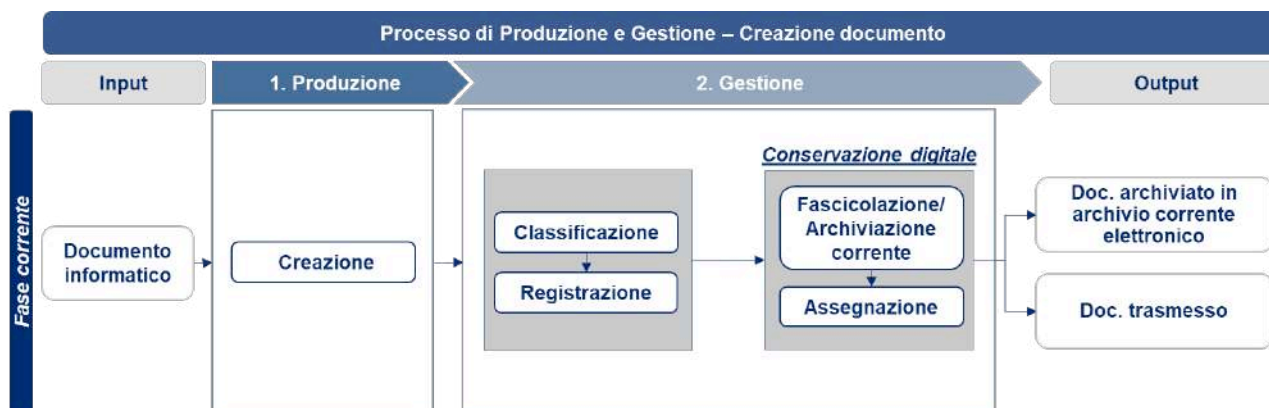 Processo di Produzione e Gestione – Creazione documento
Input
1. Produzione
2. Gestione
Output
Fase corrente
Documento
informatico
Creazione
Classificazione
Registrazione
Conservazione digitale
Fascicolazione/
Archiviazione
corrente
Assegnazione
Doc. archiviato in
archivio corrente
elettronico
Doc. trasmesso